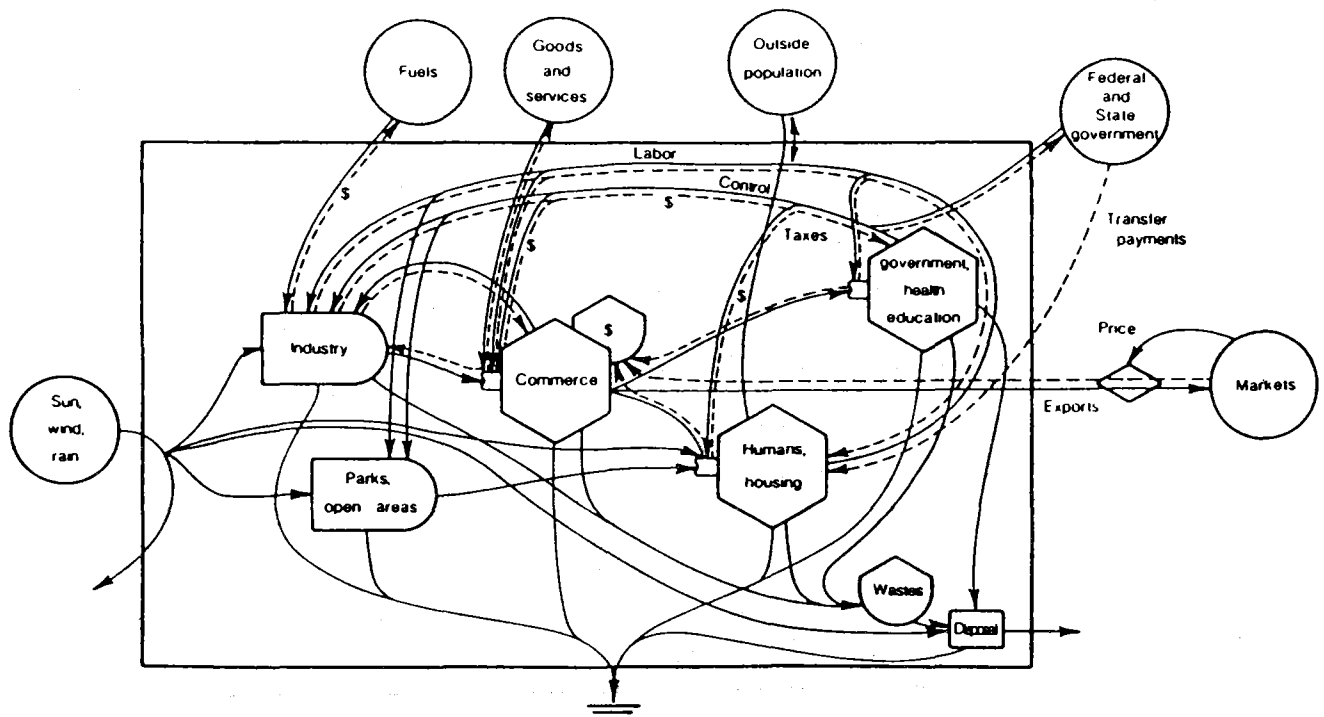 Fuels
Goods
and
services
Outside
population
Federal
and
State
government
Labor
Control
$
$
$
Taxes
$
Transfer
payments
government,
health
education
Price
Industry
$
Commerce
Markets
Exports
Sun,
wind,
rain
Humans,
housing
Parks,
open areas
Wastes
Disposal